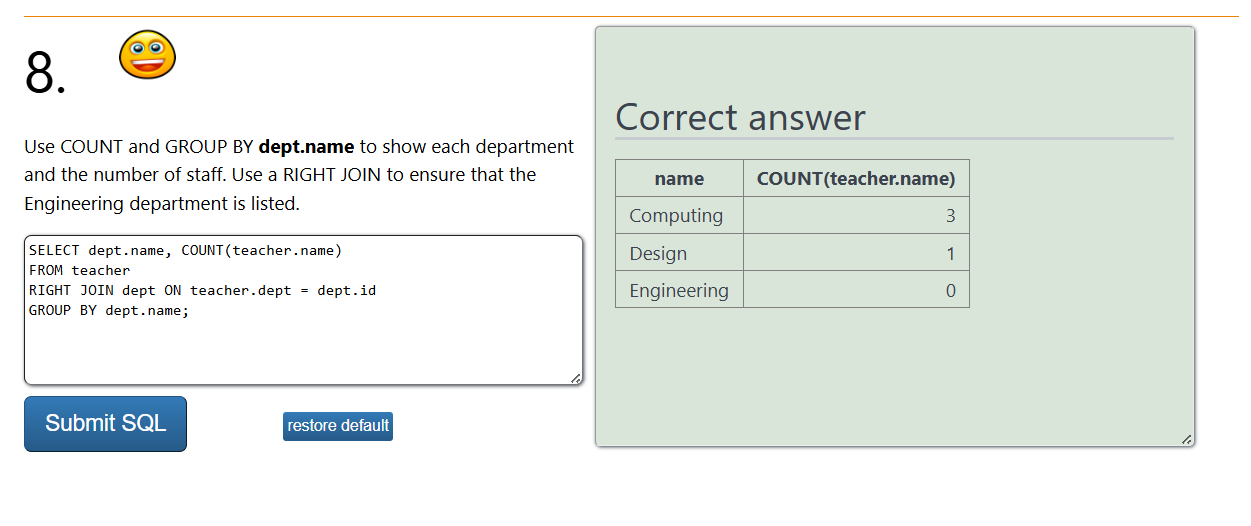 8.
Use COUNT and GROUP BY dept.name to show each department
and the number of staff. Use a RIGHT JOIN to ensure that the
Engineering department is listed.
SELECT dept.name, COUNT(teacher.name)
FROM teacher
RIGHT JOIN dept ON teacher.dept = dept.id
GROUP BY dept.name;
Submit SQL
restore default
Correct answer
name COUNT(teacher.name)
Computing 3
Design 1
Engineering 0